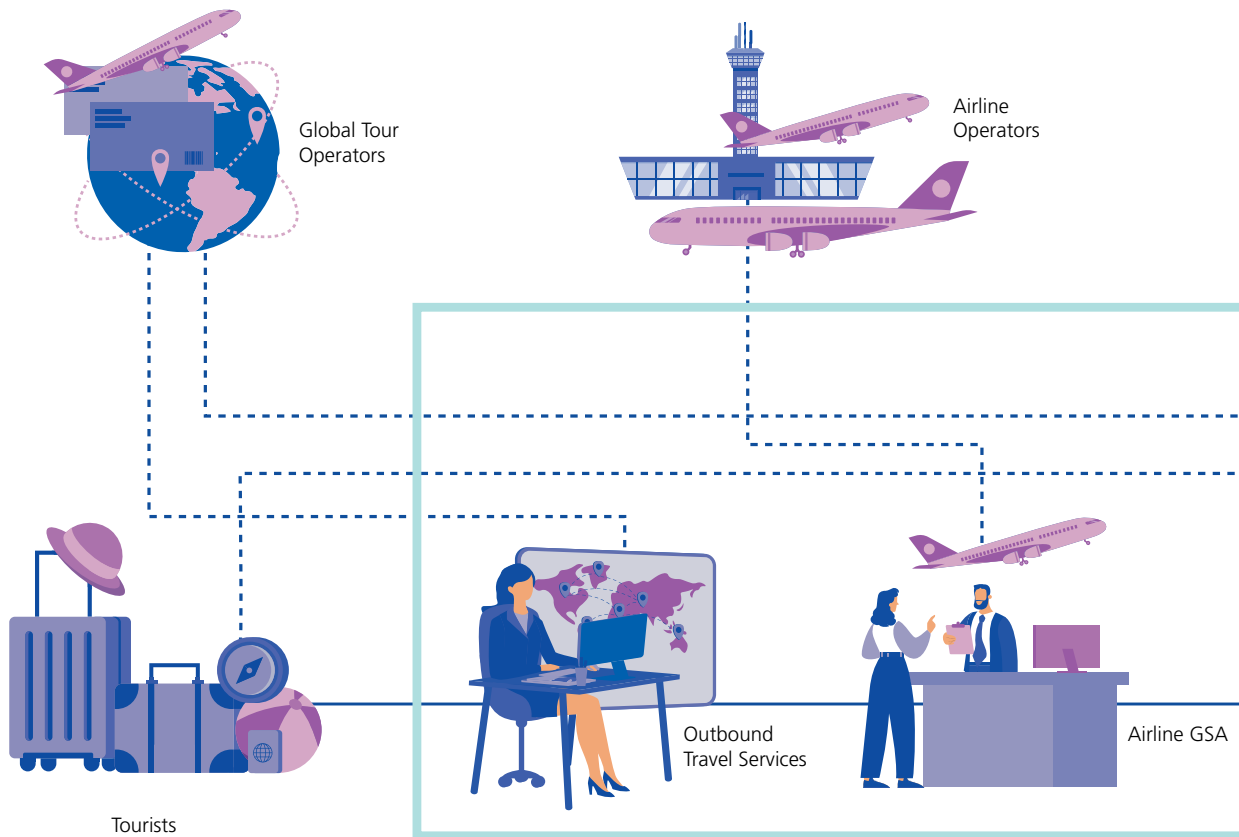 Global Tour
Operators
Airline
Operators
Outbound
Travel Services
Airline GSA
Tourists